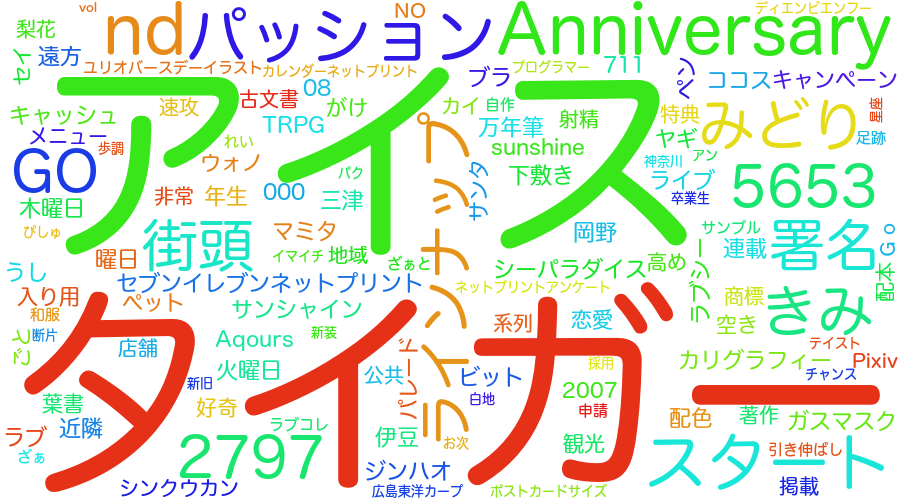 vol
nd
パッション
NO
Anniversary
ディエンビエンフー
梨花
セイ
遠方
ユリオバースデーイラスト
カレンダーネットプリント
ブラ
プログラマー
711
ペン
ココス
キャンペーン
アイス
キャッシュ
速攻
古文書
08
がけ
カイ
自作
射精
特典
みどり
星座
メニュー
TRPG
万年筆
ヤギ
足跡
歩調
れい
sunshine
アン
GO
ウォノ
パク
サンタ
下敷き
神奈川
ライブ
卒業生
5653
木曜日
非常
年生
000
三津
ラインナップ
ぴしゅ
街頭
マミタ
岡野
サンプル
連載
署名
Go
曜日
イマイチ
地域
ざぁと
シーパラダイス
高め
うし
セブンイレブンネットプリント
ネットプリントアンケート
ラブシー
配本
入り用
ペット
サンシャイン
商標
きみ
和服
系列
恋愛
空き
断片
店舗
Aqours
新装
パレード
テイスト
タイガー
火曜日
公共
ビット
採用
カリグラフィー
Pixiv
新旧
チャンス
葉書
好奇
白地
2007
申請
配色
著作
ガスマスク
ラブ
近隣
ラブコレ
伊豆
お次
観光
ざぁ
2797
スタート
引き伸ばし
ジンハオ
シンクウカン
広島東洋カープ
ポストカードサイズ
掲載